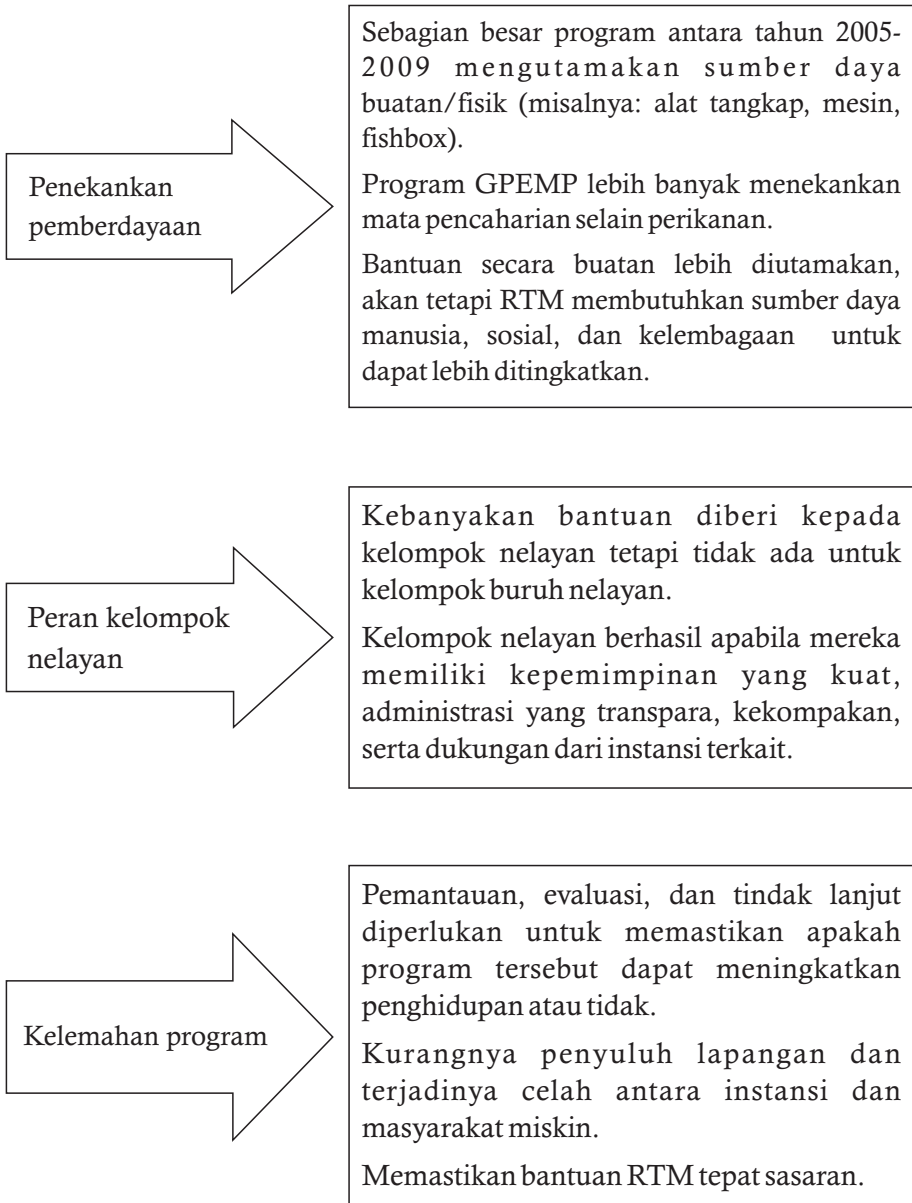 Penekankan
pemberdayaan
Sebagian besar program antara tahun 2005-
2009 mengutamakan sumber daya
buatan/fisik (misalnya: alat tangkap, mesin,
fishbox).
Program GPEMP lebih banyak menekankan
mata pencaharian selain perikanan.
Bantuan secara buatan lebih diutamakan,
akan tetapi RTM membutuhkan sumber daya
manusia, sosial, dan kelembagaan untuk
dapat lebih ditingkatkan.
Peran kelompok
nelayan
Kebanyakan bantuan diberi kepada
kelompok nelayan tetapi tidak ada untuk
kelompok buruh nelayan.
Kelompok nelayan berhasil apabila mereka
memiliki kepemimpinan yang kuat,
administrasi yang transpara, kekompakan,
serta dukungan dari instansi terkait.
Kelemahan program
Pemantauan, evaluasi, dan tindak lanjut
diperlukan untuk memastikan apakah
program tersebut dapat meningkatkan
penghidupan atau tidak.
Kurangnya penyuluh lapangan dan
terjadinya celah antara instansi dan
masyarakat miskin.
Memastikan bantuan RTM tepat sasaran.